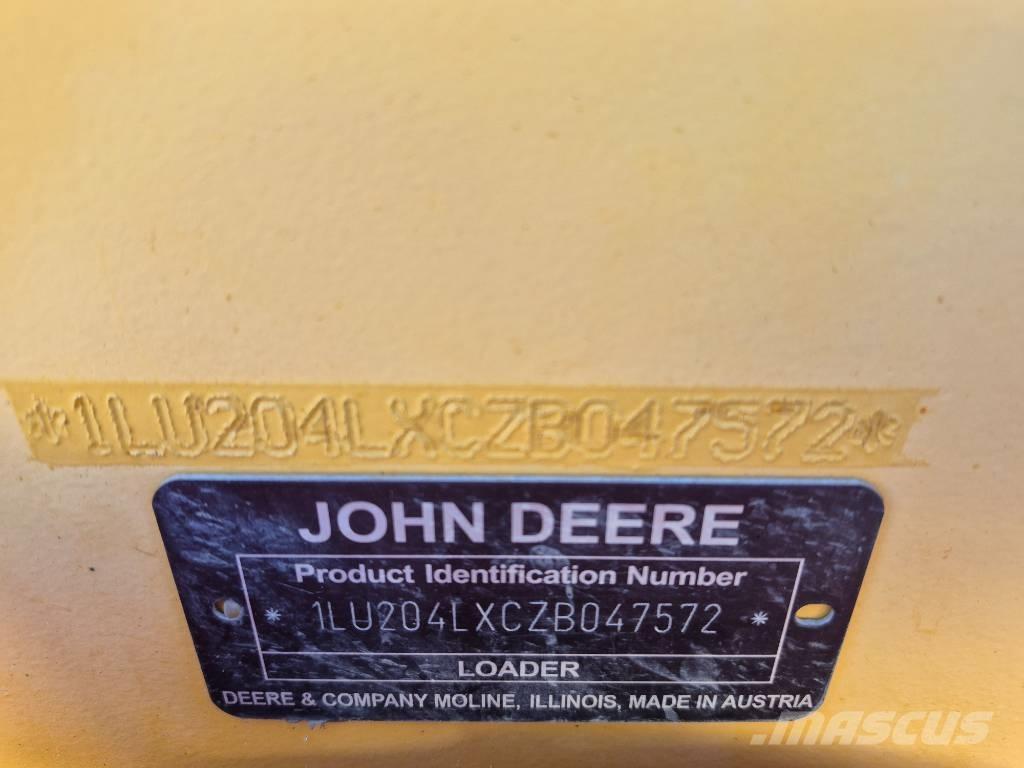 *1LU204LXCZB047572*
JOHN DEERE
Product Identification Number
* 1LU204LXCZB047572 *
LOADER
DEERE & COMPANY MOLINE, ILLINOIS, MADE IN AUSTRIA
MASCUS